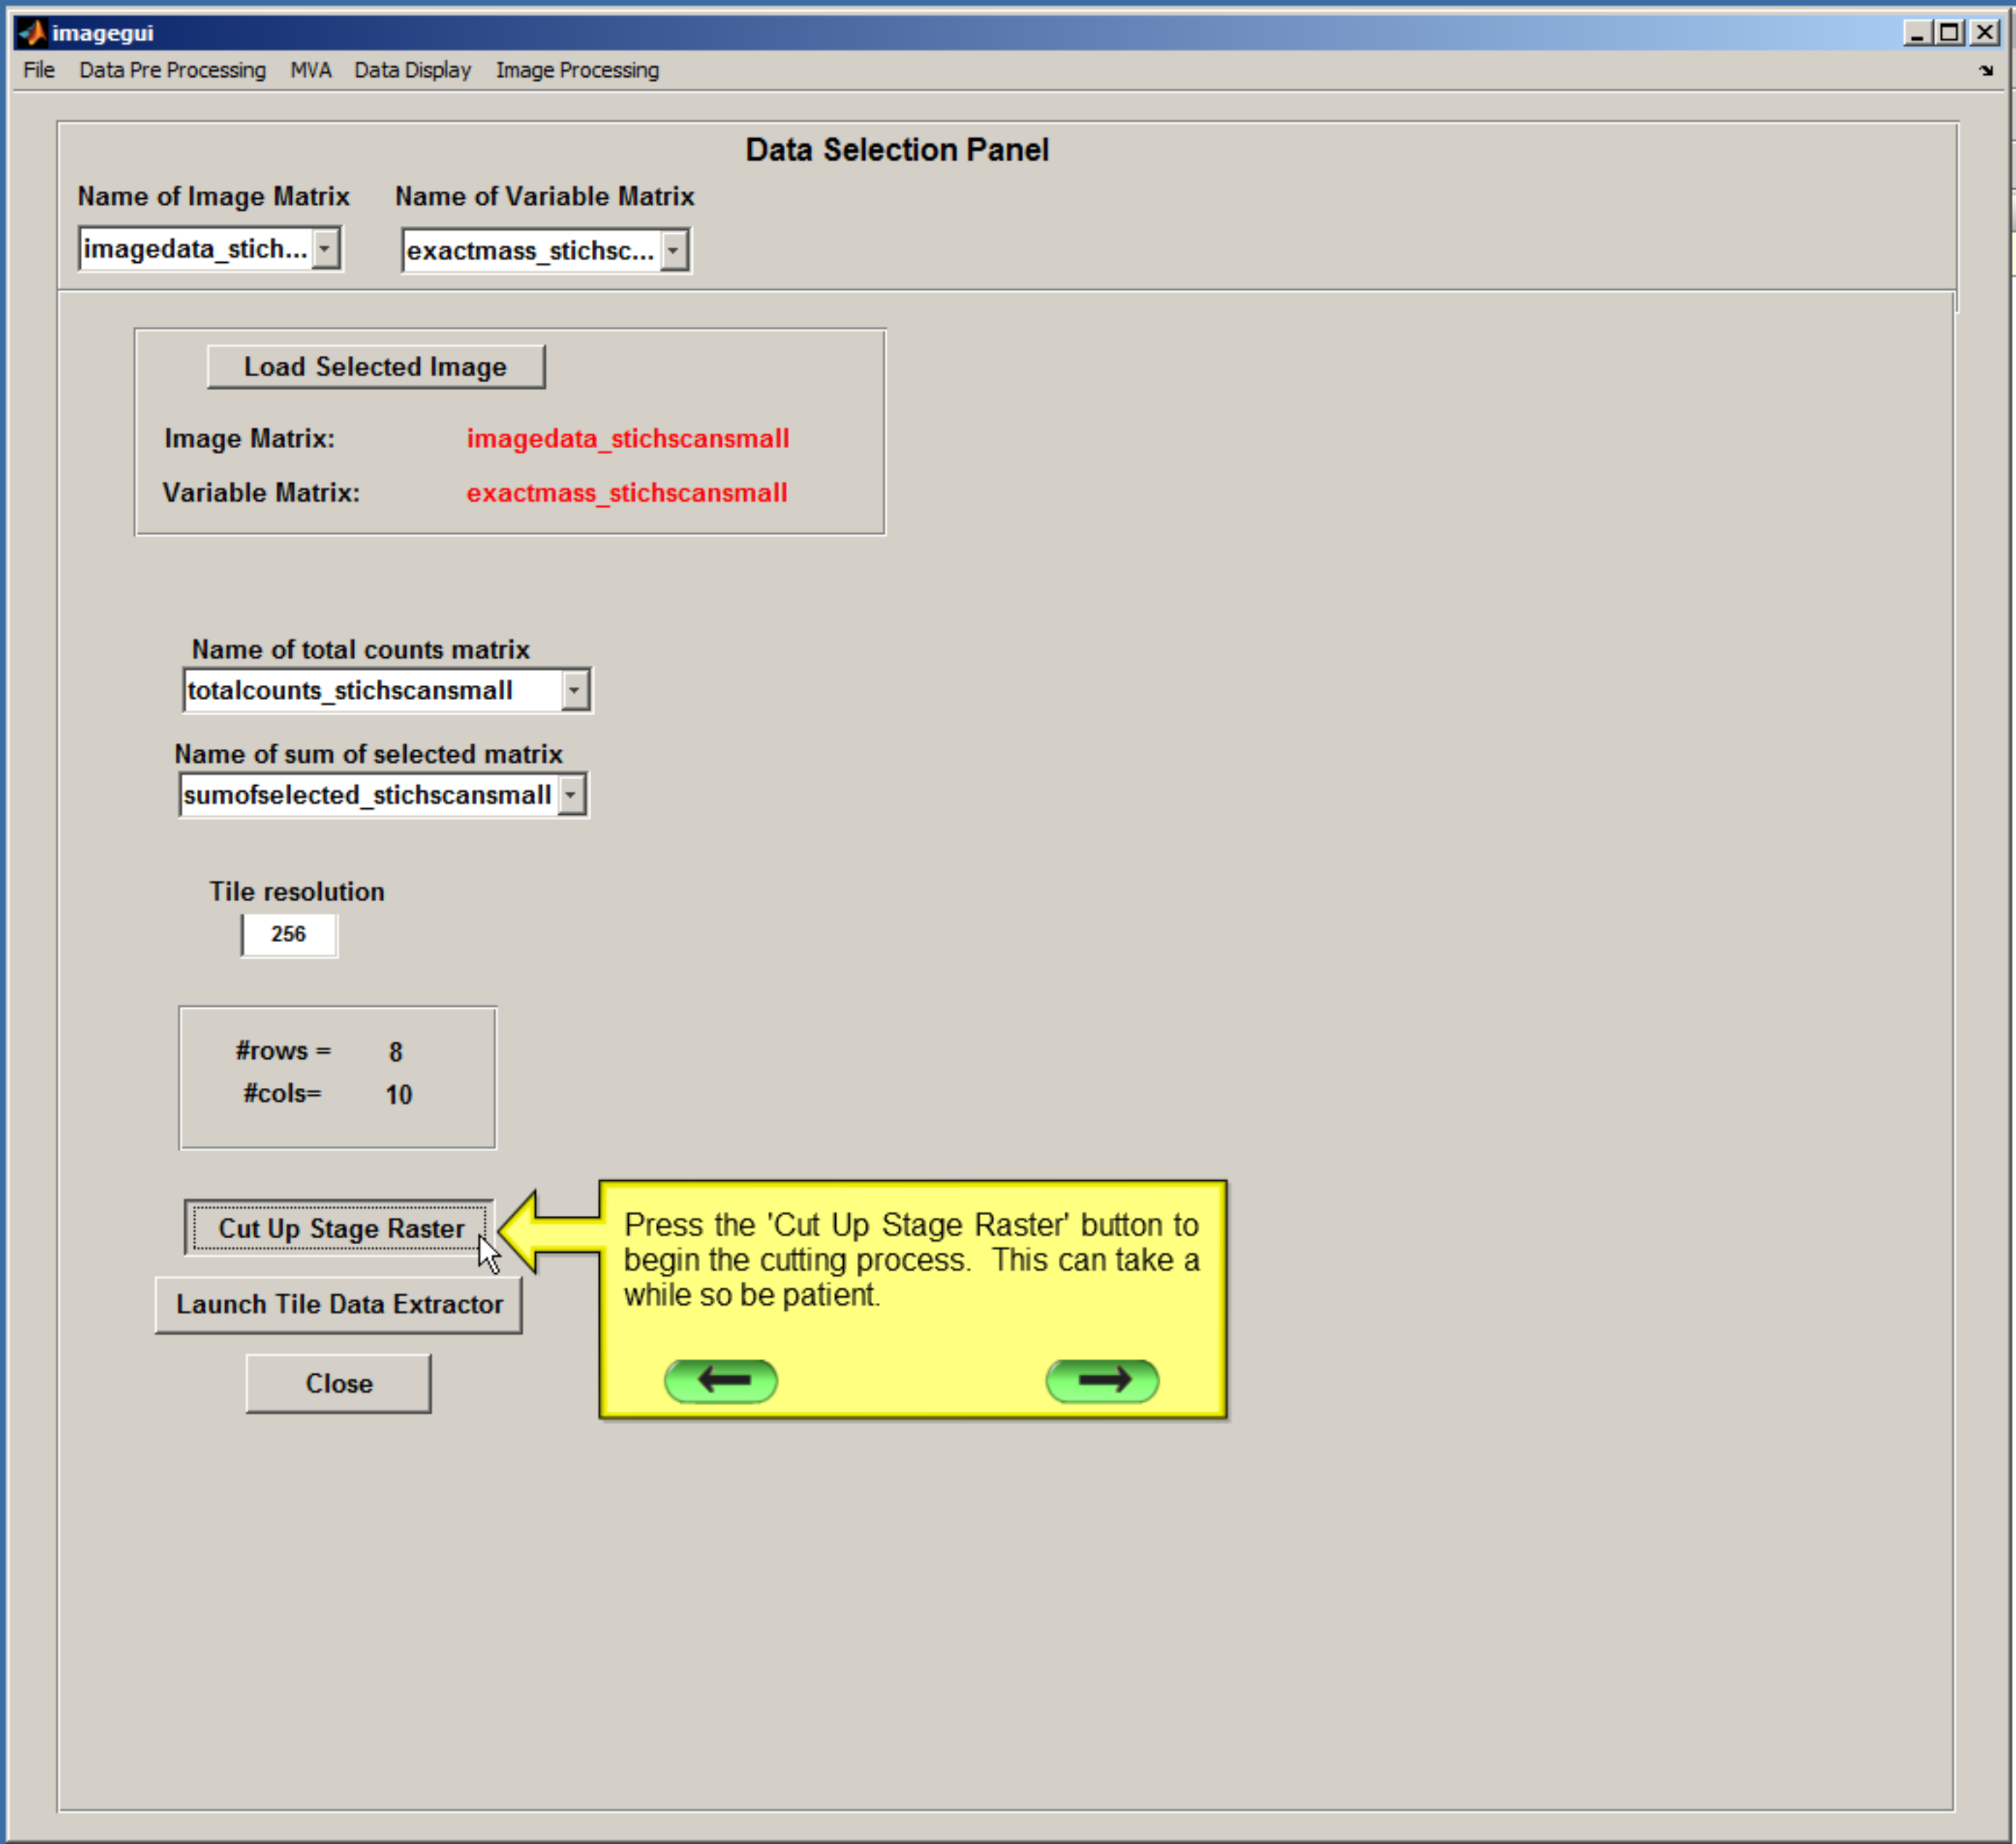 imagegui
File Data Pre Processing MVA Data Display Image Processing
Data Selection Panel
Name of Image Matrix Name of Variable Matrix
imagedata_stich... exactmass_stichsc...
Load Selected Image
Image Matrix: imagedata_stichscansmall
Variable Matrix: exactmass_stichscansmall
Name of total counts matrix
totalcounts_stichscansmall
Name of sum of selected matrix
sumofselected_stichscansmall
Tile resolution
256
#rows = 8
#cols= 10
Cut Up Stage Raster
Press the 'Cut Up Stage Raster' button to
begin the cutting process. This can take a
while so be patient.
Launch Tile Data Extractor
Close